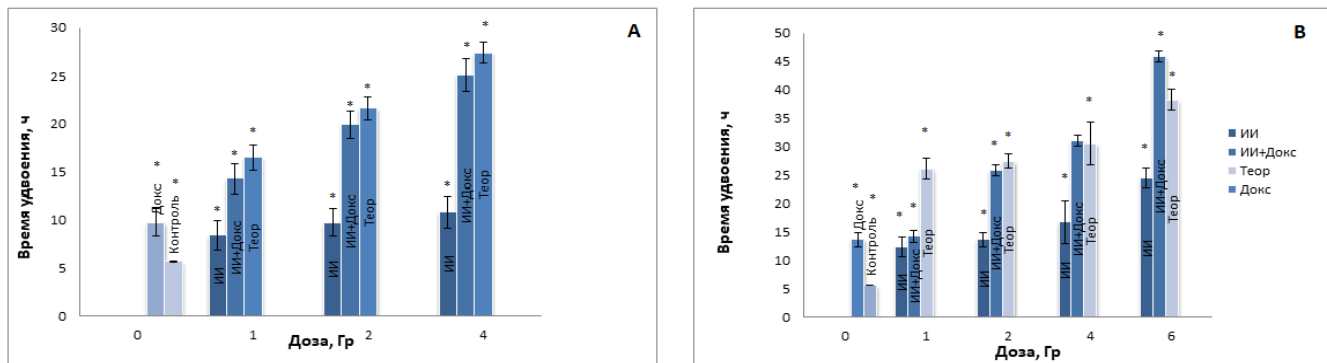 A
Время удвоения, ч
30
25
20
15
10
5
0
*
*
*
*
*
*
*
*
*
*
*
Докс
Контроль
ИИ
ИИ+Докс
Теор
ИИ
ИИ+Докс
Теор
ИИ
ИИ+Докс
Теор
0
1
2
4
Доза, Гр
B
Время удвоения, ч
50
45
40
35
30
25
20
15
10
5
0
*
*
*
*
*
*
*
*
*
*
*
*
Докс
Контроль
ИИ
ИИ+Докс
Теор
ИИ
ИИ+Докс
Теор
ИИ
ИИ+Докс
Теор
ИИ
ИИ+Докс
Теор
0
1
2
4
6
Доза, Гр
ИИ
ИИ+Докс
Теор
Докс